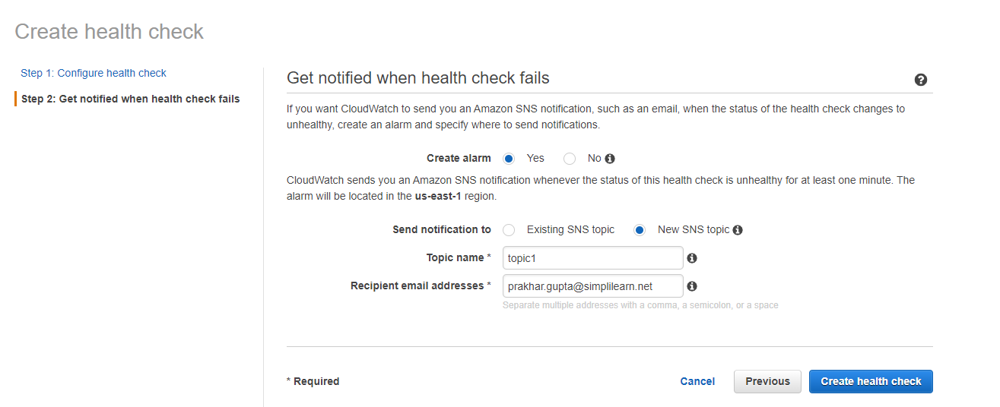 Create health check
Step 1: Configure health check
Step 2: Get notified when health check fails
Get notified when health check fails
If you want CloudWatch to send you an Amazon SNS notification, such as an email, when the status of the health check changes to
unhealthy, create an alarm and specify where to send notifications.
Create alarm Yes No
CloudWatch sends you an Amazon SNS notification whenever the status of this health check is unhealthy for at least one minute. The
alarm will be located in the us-east-1 region.
Send notification to Existing SNS topic New SNS topic
Topic name * topic1
Recipient email addresses * prakhar.gupta@simplilearn.net
Separate multiple addresses with a comma, a semicolon, or a space
* Required Cancel Previous Create health check